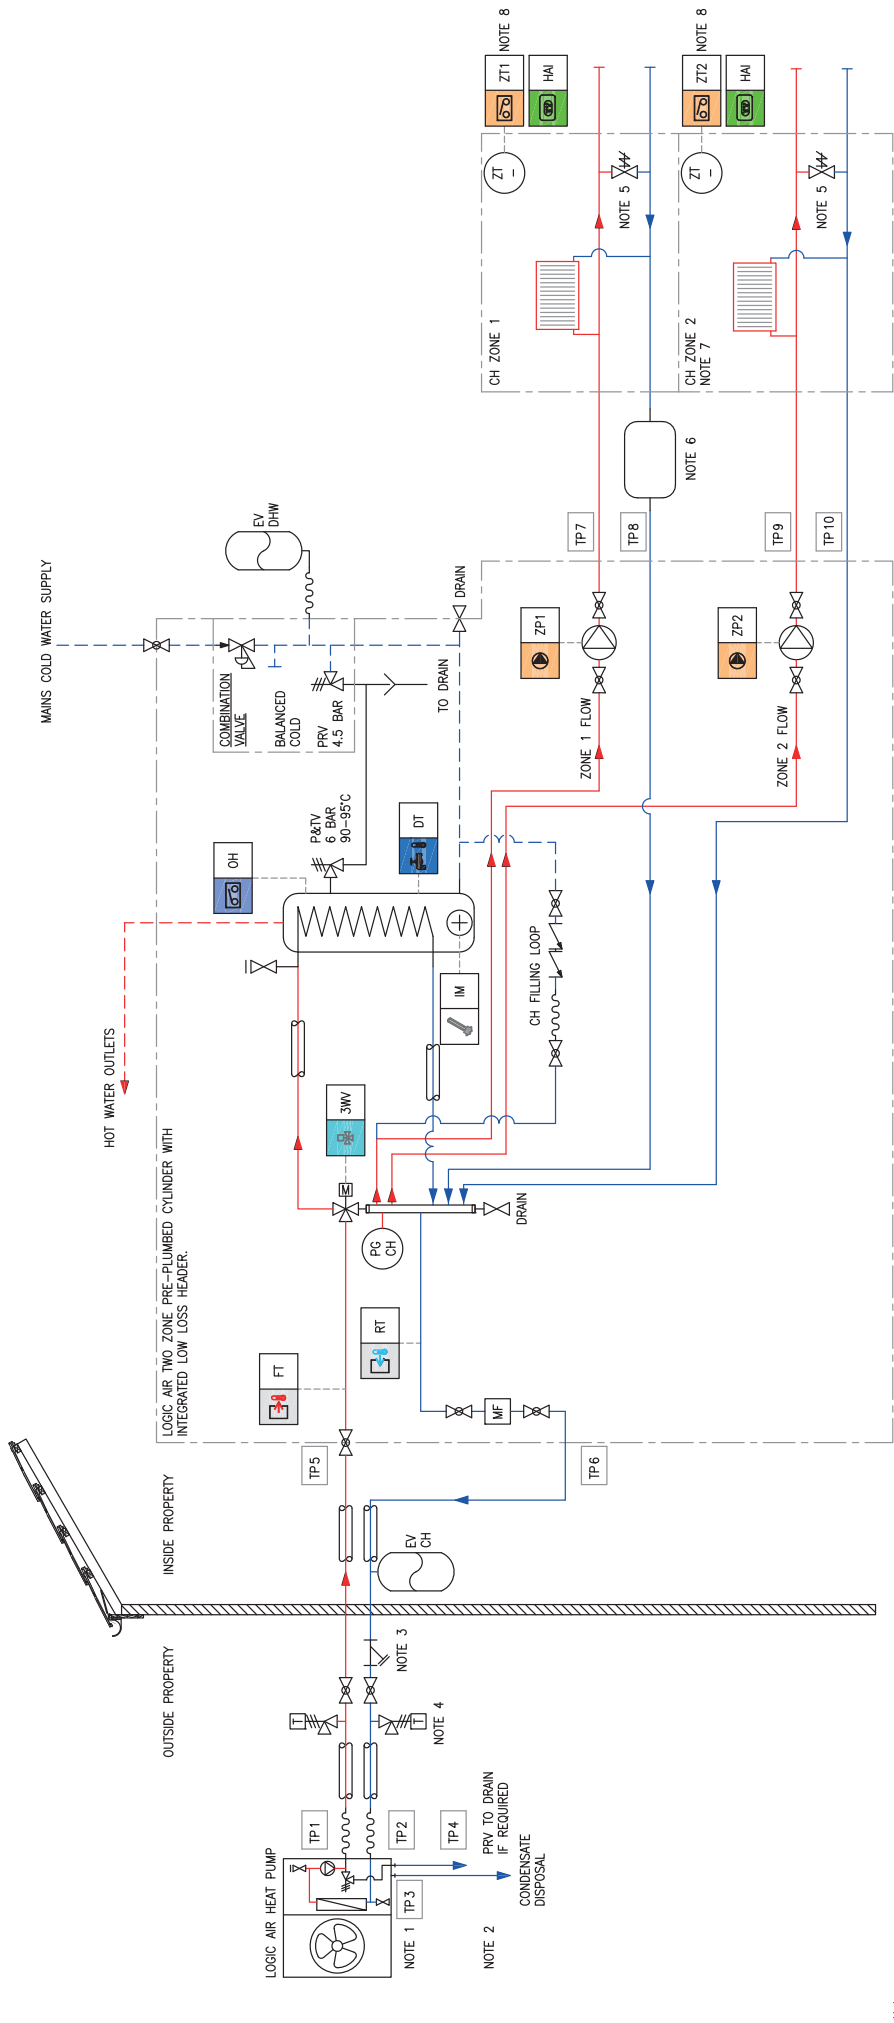 LOGIC AIR HEAT PUMP
NOTE 1
NOTE 2
TP1
TP2
TP3
TP4
PRV TO DRAIN
IF REQUIRED
CONDENSATE
DISPOSAL
OUTSIDE PROPERTY
T
T
NOTE 4
NOTE 3
INSIDE PROPERTY
EV
CH
TP5
TP6
LOGIC AIR TWO ZONE PRE-PLUMBED CYLINDER WITH
INTEGRATED LOW LOSS HEADER.
FT
RT
MF
PG
CH
M
3WV
DRAIN
HOT WATER OUTLETS
IM
OH
DT
P&TV
6 BAR
90-95°C
CH FILLING LOOP
MAINS COLD WATER SUPPLY
COMBINATION
VALVE
BALANCED
COLD
PRV
4.5 BAR
TO DRAIN
EV
DHW
DRAIN
ZONE 1 FLOW
ZP1
ZONE 2 FLOW
ZP2
TP7
TP8
TP9
TP10
NOTE 6
CH ZONE 1
NOTE 5
ZT
ZT1
HAI
NOTE 8
CH ZONE 2
NOTE 7
NOTE 5
ZT
ZT2
HAI
NOTE 8